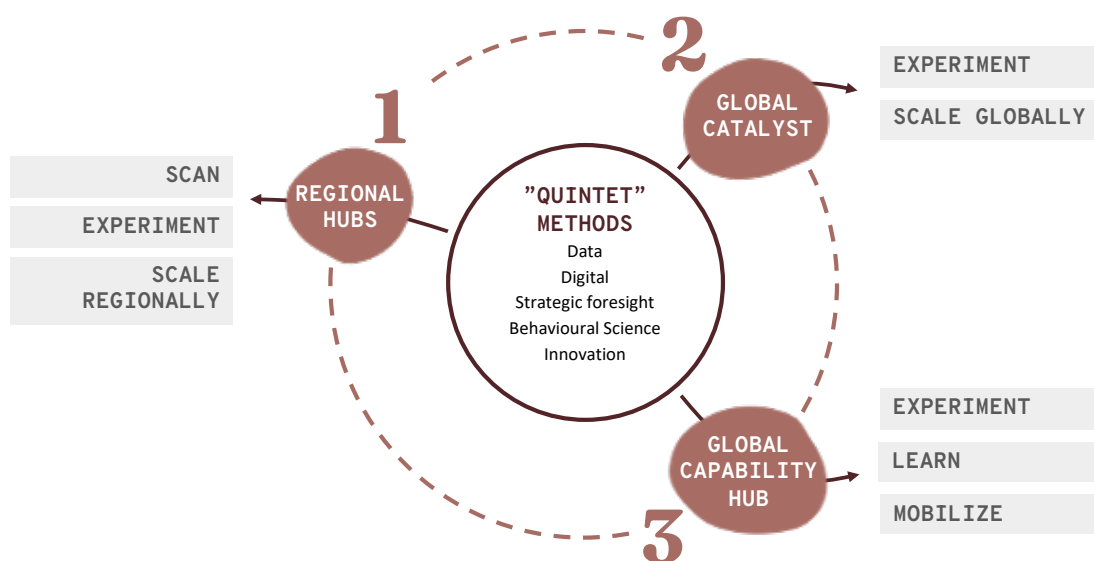 1
REGIONAL
HUBS
SCAN
EXPERIMENT
SCALE
REGIONALLY
2
GLOBAL
CATALYST
EXPERIMENT
SCALE GLOBALLY
”QUINTET”
METHODS
Data
Digital
Strategic foresight
Behavioural Science
Innovation
3
GLOBAL
CAPABILITY
HUB
EXPERIMENT
LEARN
MOBILIZE